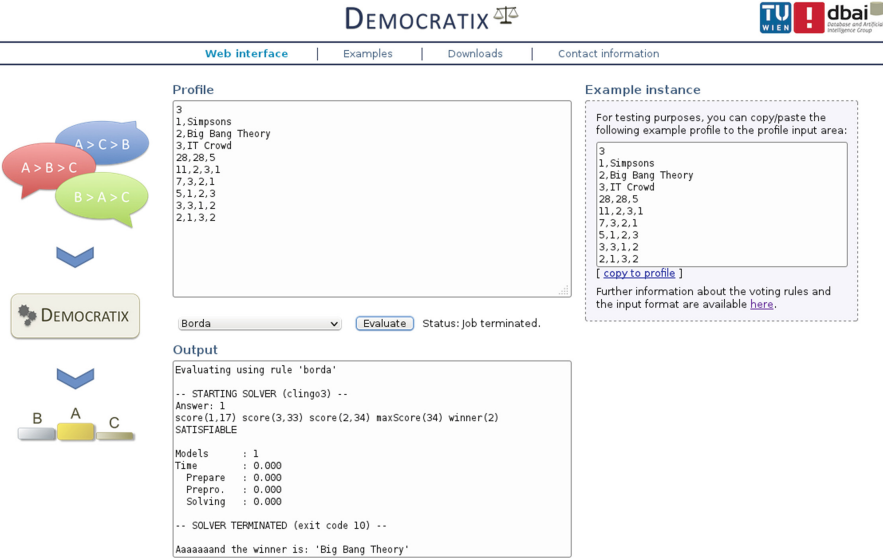 DEMOCRATIX
TU WIEN
dbai
Database and Artificial Intelligence Group
Web interface | Examples | Downloads | Contact information
A > C > B
A > B > C
B > A > C
DEMOCRATIX
B A C
Profile
3
1,Simpsons
2,Big Bang Theory
3,IT Crowd
28,28,5
11,2,3,1
7,3,2,1
5,1,2,3
3,3,1,2
2,1,3,2
Borda
Evaluate
Status: Job terminated.
Output
Evaluating using rule 'borda'
-- STARTING SOLVER (clingo3) --
Answer: 1
score(1,17) score(3,33) score(2,34) maxScore(34) winner(2)
SATISFIABLE
Models : 1
Time : 0.000
Prepare : 0.000
Prepro. : 0.000
Solving : 0.000
-- SOLVER TERMINATED (exit code 10) --
Aaaaaaand the winner is: 'Big Bang Theory'
Example instance
For testing purposes, you can copy/paste the
following example profile to the profile input area:
3
1,Simpsons
2,Big Bang Theory
3,IT Crowd
28,28,5
11,2,3,1
7,3,2,1
5,1,2,3
3,3,1,2
2,1,3,2
[ copy to profile ]
Further information about the voting rules and
the input format are available here.